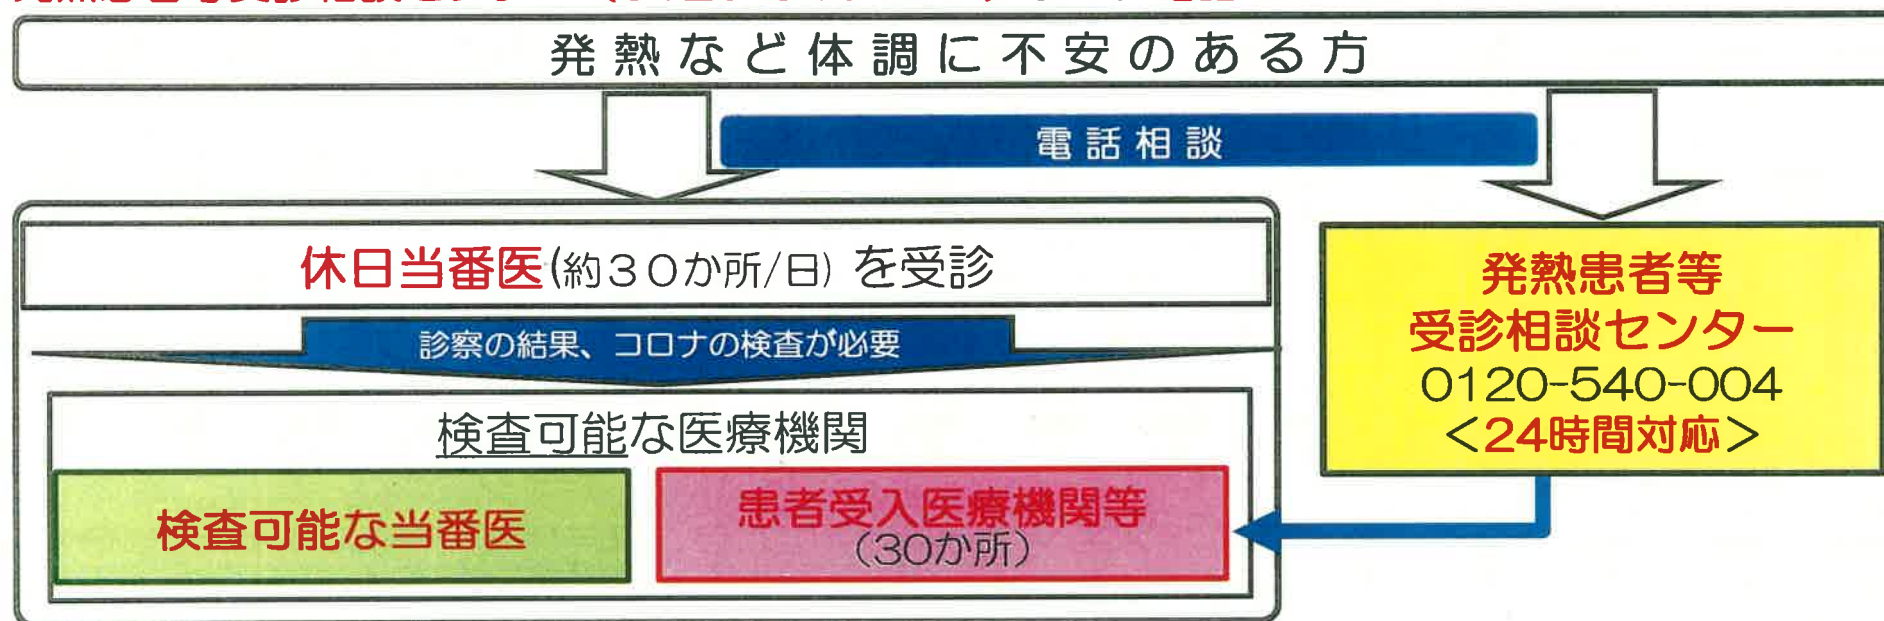 発熱など体調に不安のある方
電話相談
休日当番医(約30か所/日) を受診
診察の結果、コロナの検査が必要
検査可能な医療機関
検査可能な当番医
患者受入医療機関等
(30か所)
発熱患者等
受診相談センター
0120-540-004
<24時間対応>